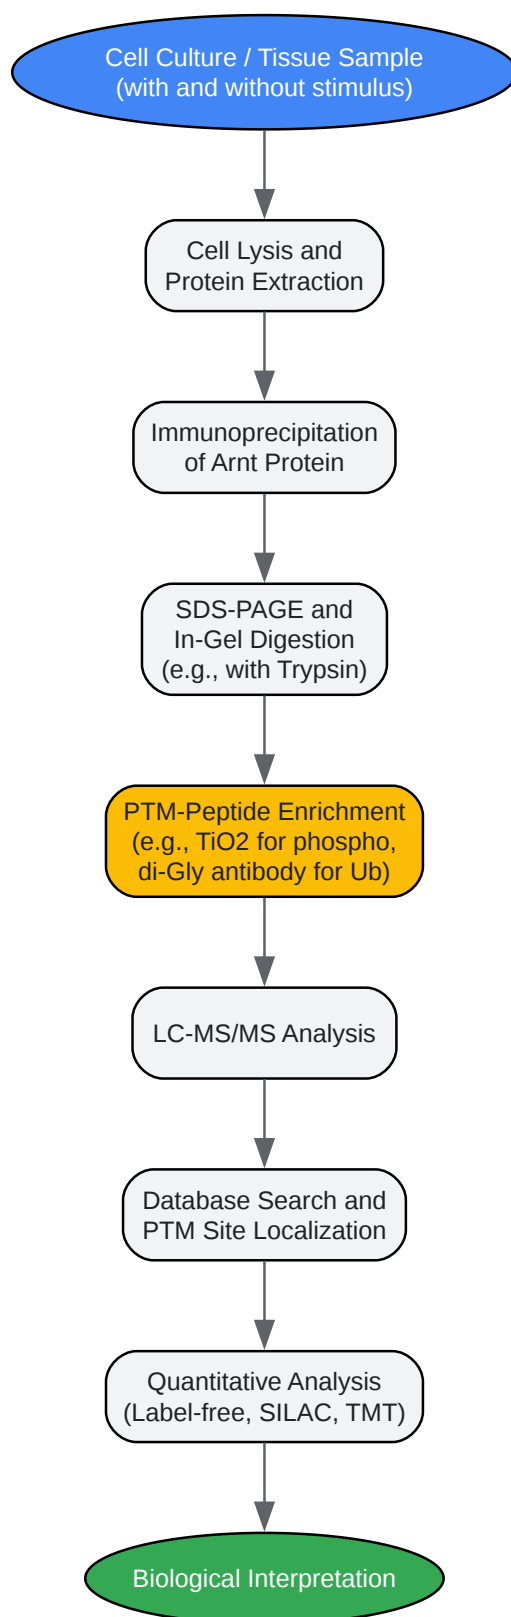 Cell Culture / Tissue Sample
(with and without stimulus)
Cell Lysis and
Protein Extraction
Immunoprecipitation
of Arnt Protein
SDS-PAGE and
In-Gel Digestion
(e.g., with Trypsin)
PTM-Peptide Enrichment
(e.g., TiO2 for phospho,
di-Gly antibody for Ub)
LC-MS/MS Analysis
Database Search and
PTM Site Localization
Quantitative Analysis
(Label-free, SILAC, TMT)
Biological Interpretation